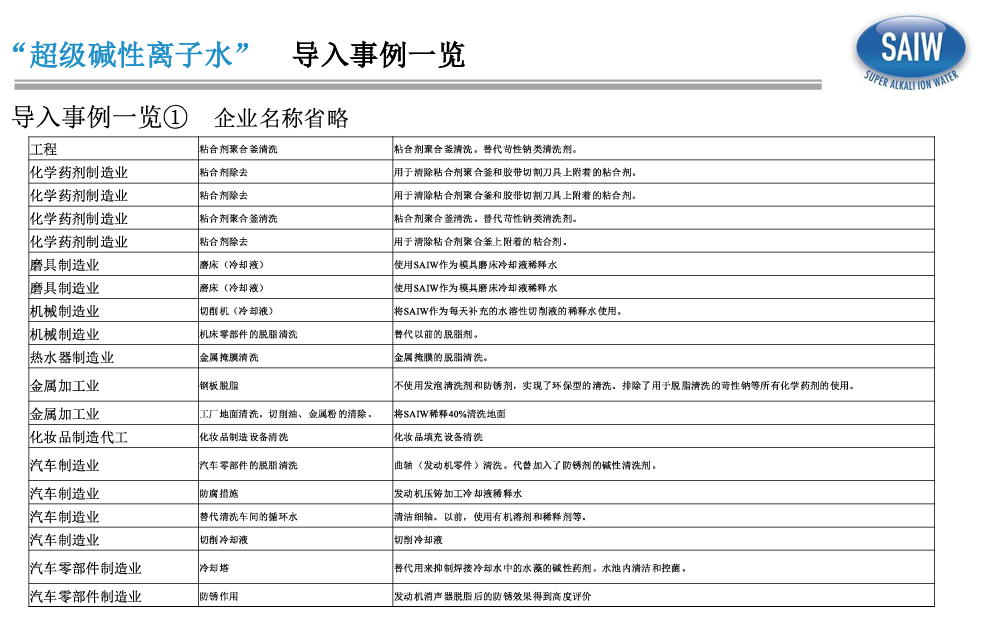 “超级碱性离子水” 导入事例一览
SAIW
SUPER ALKALI ION WATER
导入事例一览① 企业名称省略
工程 粘合剂聚合釜清洗 粘合剂聚合釜清洗。替代苛性钠类清洗剂。
化学药剂制造业 粘合剂除去 用于清除粘合剂聚合釜和胶带切割刀具上附着的粘合剂。
化学药剂制造业 粘合剂除去 用于清除粘合剂聚合釜和胶带切割刀具上附着的粘合剂。
化学药剂制造业 粘合剂聚合釜清洗 粘合剂聚合釜清洗。替代苛性钠类清洗剂。
化学药剂制造业 粘合剂除去 用于清除粘合剂聚合釜上附着的粘合剂。
磨具制造业 磨床（冷却液） 使用SAIW作为模具磨床冷却液稀释水
磨具制造业 磨床（冷却液） 使用SAIW作为模具磨床冷却液稀释水
机械制造业 切削机（冷却液） 将SAIW作为每天补充的水溶性切削液的稀释水使用。
机械制造业 机床零部件的脱脂清洗 替代以前的脱脂剂。
热水器制造业 金属掩膜清洗 金属掩膜的脱脂清洗。
金属加工业 钢板脱脂 不使用发泡清洗剂和防锈剂，实现了环保型的清洗。排除了用于脱脂清洗的苛性钠等所有化学药剂的使用。
金属加工业 工厂地面清洗。切削油、金属粉的清除。 将SAIW稀释40%清洗地面
化妆品制造代工 化妆品制造设备清洗 化妆品填充设备清洗
汽车制造业 汽车零部件的脱脂清洗 曲轴（发动机零件）清洗。代替加入了防锈剂的碱性清洗剂。
汽车制造业 防腐措施 发动机压铸加工冷却液稀释水
汽车制造业 替代清洗车间的循环水 清洁细轴。以前，使用有机溶剂和稀释剂等。
汽车制造业 切削冷却液 切削冷却液
汽车零部件制造业 冷却塔 替代用来抑制焊接冷却水中的水藻的碱性药剂。水池内清洁和控菌。
汽车零部件制造业 防锈作用 发动机消声器脱脂后的防锈效果得到高度评价